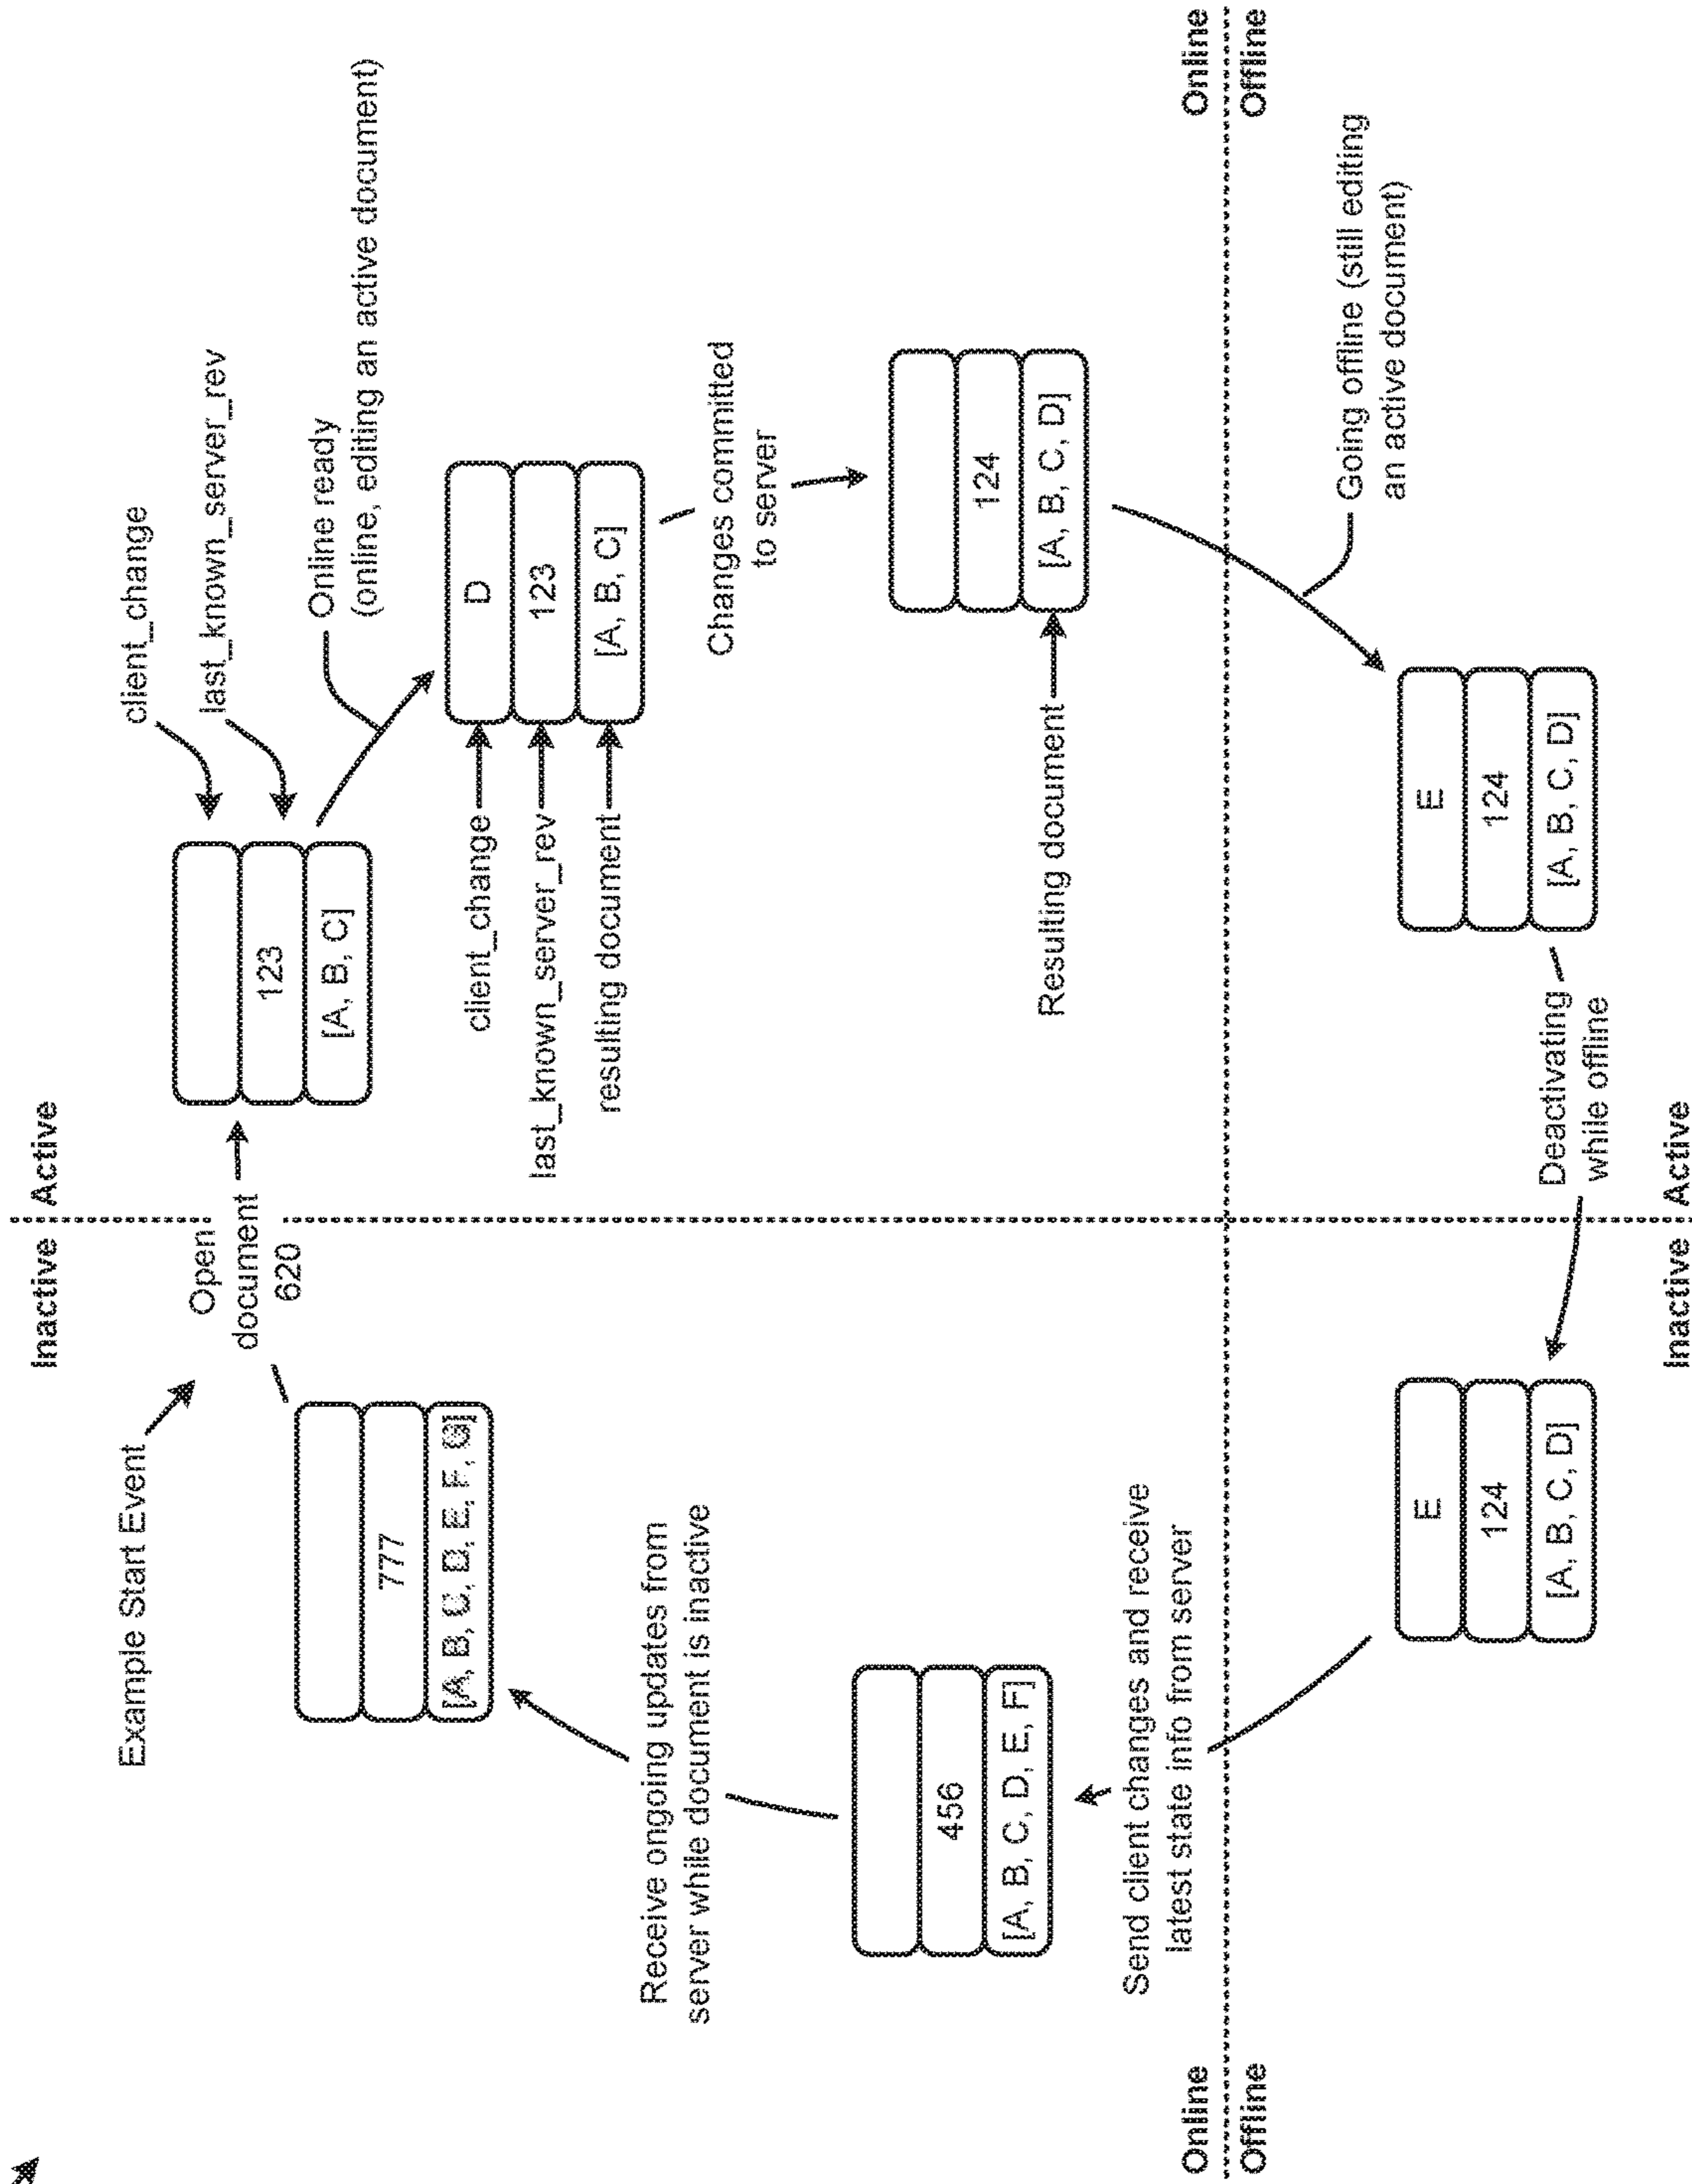 Inactive
Active
Example Start Event
Open
document
620
client_change
last_known_server_rev
123
[A, B, C]
Online ready
(online, editing an active document)
777
[A, B, C, D, E, F, G]
client_change
last_known_server_rev
resulting document
D
123
[A, B, C]
Receive ongoing updates from
server while document is inactive
Changes committed
to server
456
[A, B, C, D, E, F]
Resulting document
124
[A, B, C, D]
Send client changes and receive
latest state info from server
Online
Online
Offline
Offline
Going offline (still editing
an active document)
E
124
[A, B, C, D]
E
124
[A, B, C, D]
Deactivating
while offline
Inactive
Active